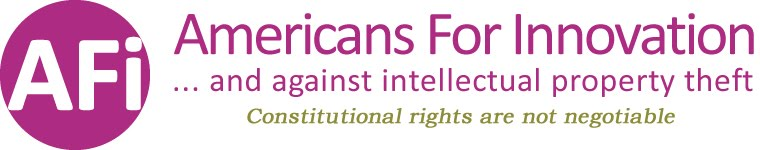 AFi
Americans For Innovation
... and against intellectual property theft
Constitutional rights are not negotiable